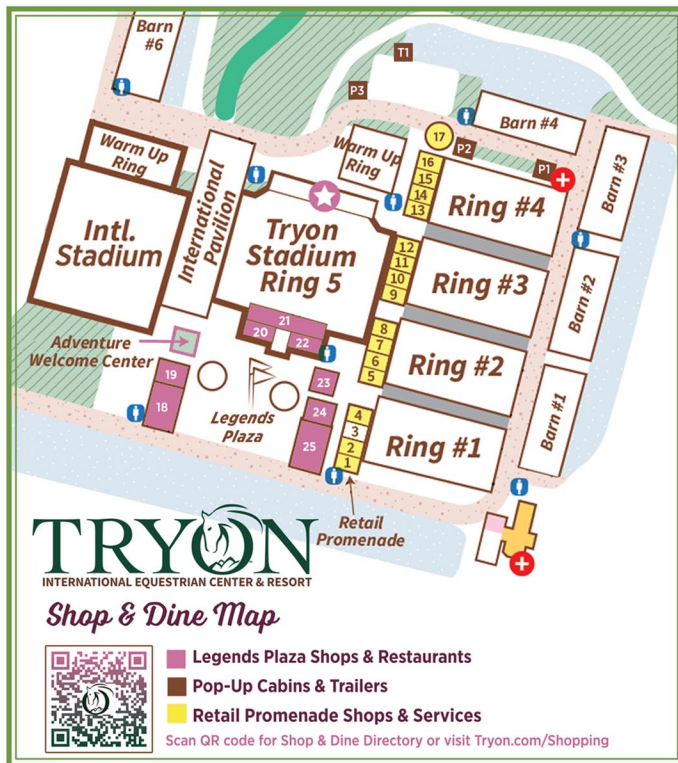 Barn
#6
T1
P3
17
Barn #4
P2
P1
Barn #3
Warm Up
Ring
Warm Up
Ring
16
15
14
13
Ring #4
International
Pavilion
Intl.
Stadium
Tryon
Stadium
Ring 5
12
11
10
9
Ring #3
Barn #2
21
20
22
8
7
6
5
Ring #2
Adventure
Welcome Center
19
18
Legends
Plaza
23
24
25
4
3
2
1
Ring #1
Barn #1
Retail
Promenade
TRYON
INTERNATIONAL EQUESTRIAN CENTER & RESORT
Shop & Dine Map
Legends Plaza Shops & Restaurants
Pop-Up Cabins & Trailers
Retail Promenade Shops & Services
Scan QR code for Shop & Dine Directory or visit Tryon.com/Shopping